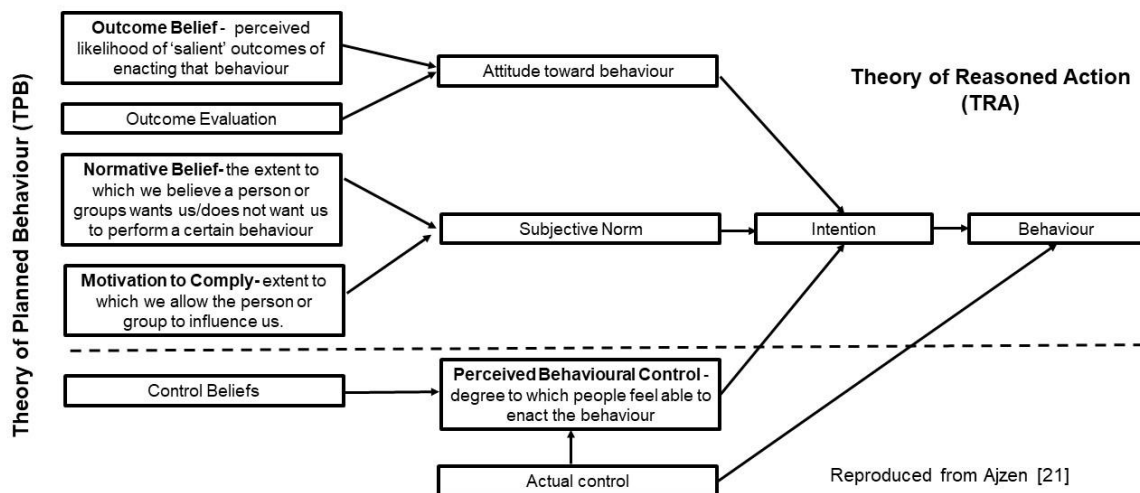 Theory of Planned Behaviour (TPB)
Outcome Belief - perceived
likelihood of ‘salient’ outcomes of
enacting that behaviour
Outcome Evaluation
Attitude toward behaviour
Theory of Reasoned Action
(TRA)
Normative Belief- the extent to
which we believe a person or
groups wants us/does not want us
to perform a certain behaviour
Motivation to Comply- extent to
which we allow the person or
group to influence us.
Subjective Norm
Intention
Behaviour
Control Beliefs
Perceived Behavioural Control -
degree to which people feel able to
enact the behaviour
Actual control
Reproduced from Ajzen [21]